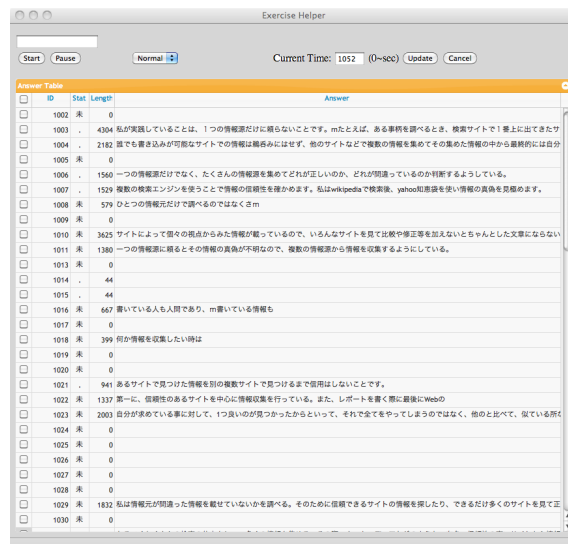 Exercise Helper
Start Pause Normal Current Time: 1052 (0~sec) Update Cancel
Answer Table
ID Stat Length Answer
1002 未 0
1003 . 4304 私が実践していることは、1つの情報源だけに頼らないことです。mたとえば、ある事柄を調べるとき、検索サイトで1番上に出てきたサ
1004 . 2182 誰でも書き込みが可能なサイトでの情報は鵜呑みにはせず、他のサイトなどで複数の情報を集めてその集めた情報の中から最終的には自分
1005 未 0
1006 . 1560 一つの情報源だけでなく、たくさんの情報源を集めてどれが正しいのか、どれが間違っているのか判断するようしている。
1007 . 1529 複数の検索エンジンを使うことで情報の信頼性を確かめます。私はwikipediaで検索後、yahoo知恵袋を使い情報の真偽を見極めます。
1008 未 579 ひとつの情報元だけで調べるのではなくさm
1009 未 0
1010 未 3625 サイトによって個々の視点からみた情報が載っているので、いろんなサイトを見て比較や修正等を加えないとちゃんとした文章にならない
1011 未 1380 一つの情報源に頼るとその情報の真偽が不明なので、複数の情報源から情報を収集するようにしている。
1013 未 0
1014 . 44
1015 . 44
1016 未 667 書いている人も人間であり、m書いている情報も
1017 未 0
1018 未 399 何か情報を収集したい時は
1019 未 0
1020 未 0
1021 . 941 あるサイトで見つけた情報を別の複数サイトで見つけるまで信用はしないことです。
1022 未 1337 第一に、信頼性のあるサイトを中心に情報収集を行っている。また、レポートを書く際に最後にWebの
1023 未 2003 自分が求めている事に対して、1つ良いのが見つかったからといって、それで全てをやってしまうのではなく、他のと比べて、似ている所な
1024 未 0
1025 未 0
1026 未 0
1027 未 0
1028 未 0
1029 未 1832 私は情報元が間違った情報を載せていないかを調べる。そのために信頼できるサイトの情報を探したり、できるだけ多くのサイトを見て正
1030 未 0